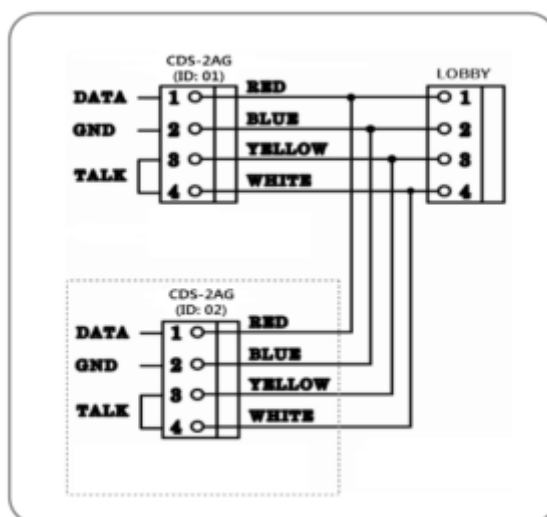 CDS-2AG
(ID: 01)
LOBBY
DATA 1 RED 1
GND 2 BLUE 2
TALK 3 YELLOW 3
4 WHITE 4
CDS-2AG
(ID: 02)
DATA 1 RED
GND 2 BLUE
TALK 3 YELLOW
4 WHITE